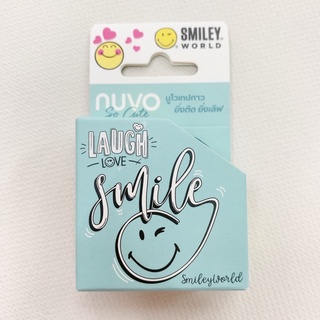 SMILEY
WORLD
nuvo
So Cute
นูโวเทปกาว
ยิ่งติด ยิ่งเลิฟ
LAUGH
LOVE
Smile
SmileyWorld